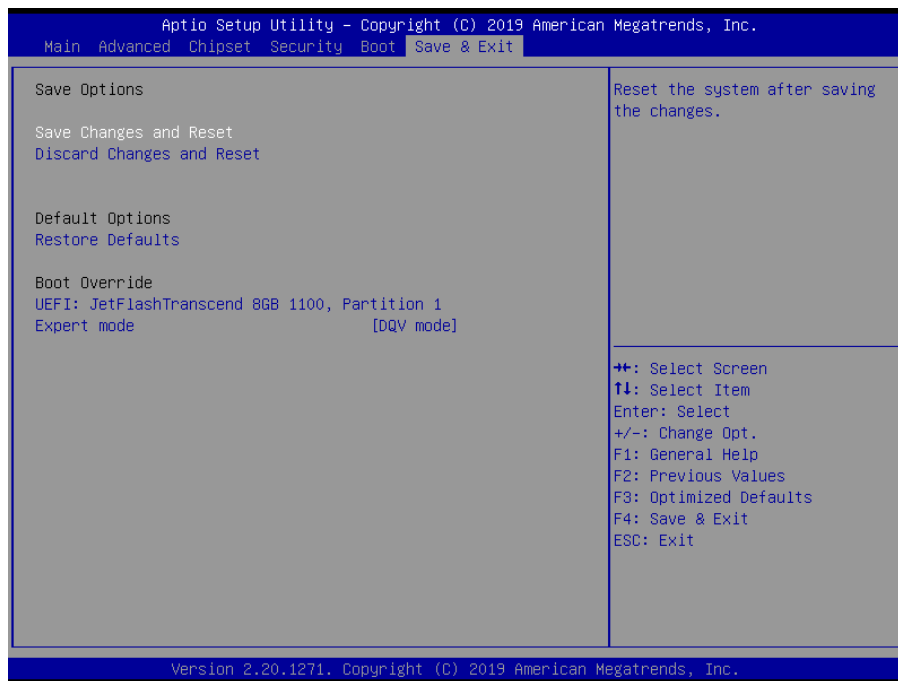 Aptio Setup Utility – Copyright (C) 2019 American Megatrends, Inc.
Main Advanced Chipset Security Boot Save & Exit
Save Options
Save Changes and Reset
Discard Changes and Reset
Default Options
Restore Defaults
Boot Override
UEFI: JetFlashTranscend 8GB 1100, Partition 1
Expert mode [DQV mode]
Reset the system after saving
the changes.
→←: Select Screen
↑↓: Select Item
Enter: Select
+/-: Change Opt.
F1: General Help
F2: Previous Values
F3: Optimized Defaults
F4: Save & Exit
ESC: Exit
Version 2.20.1271. Copyright (C) 2019 American Megatrends, Inc.